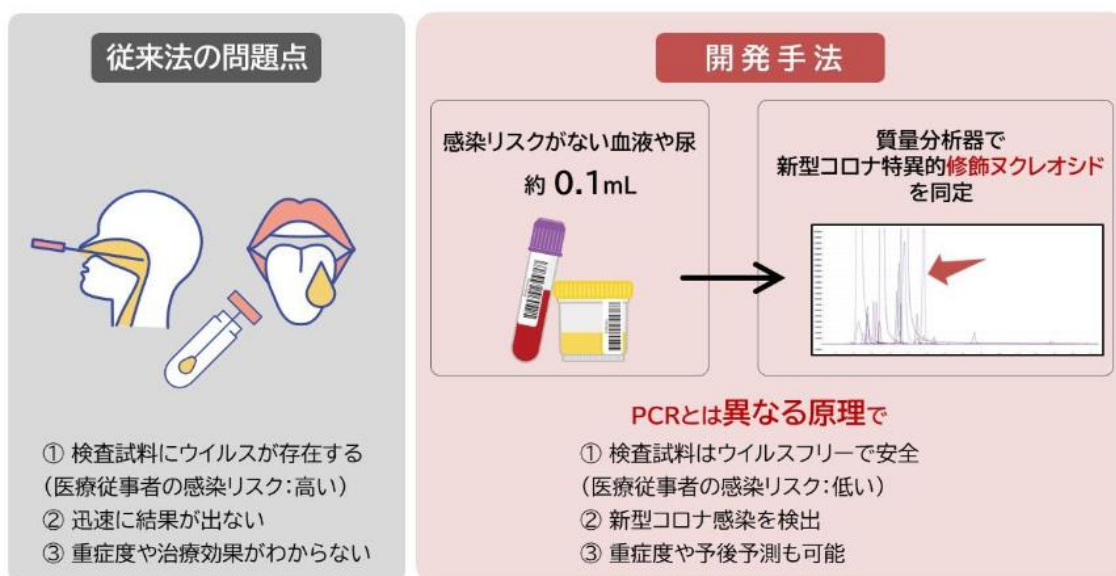 従来法の問題点
① 検査試料にウイルスが存在する
（医療従事者の感染リスク：高い）
② 迅速に結果が出ない
③ 重症度や治療効果がわからない
開発手法
感染リスクがない血液や尿
約 0.1mL
質量分析器で
新型コロナ特異的修飾ヌクレオシド
を同定
PCRとは異なる原理で
① 検査試料はウイルスフリーで安全
（医療従事者の感染リスク：低い）
② 新型コロナ感染を検出
③ 重症度や予後予測も可能